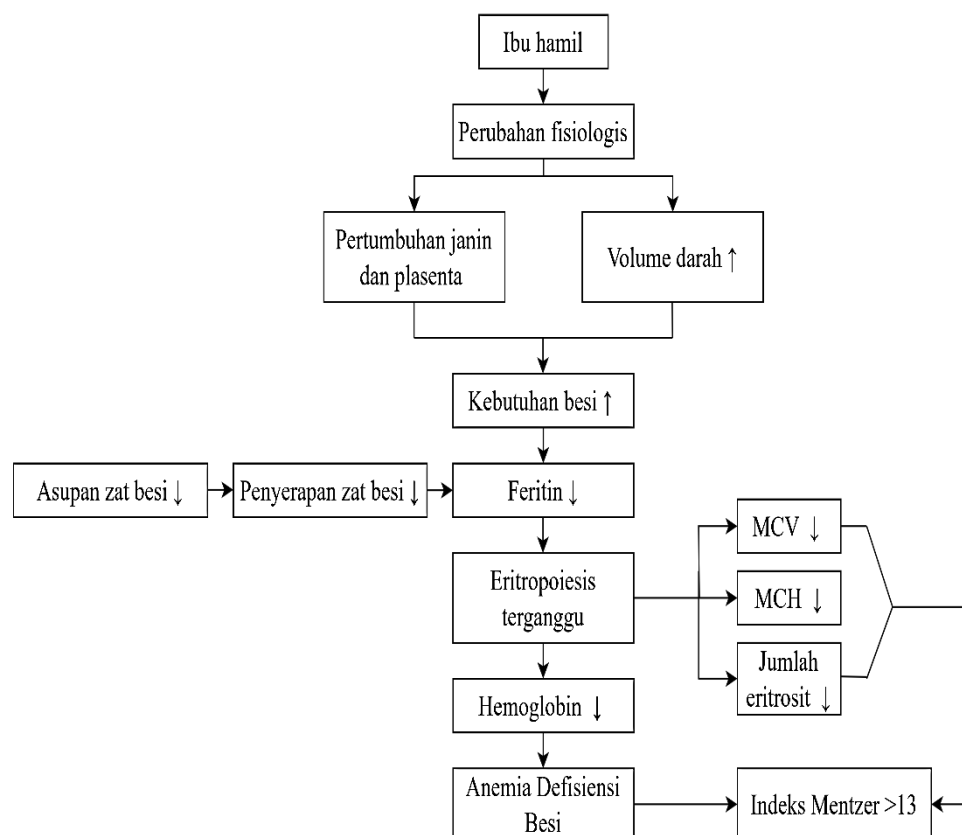 Ibu hamil
Perubahan fisiologis
Pertumbuhan janin
dan plasenta
Volume darah ↑
Kebutuhan besi ↑
Asupan zat besi ↓
Penyerapan zat besi ↓
Feritin ↓
MCV ↓
Eritropoiesis
terganggu
MCH ↓
Jumlah
eritrosit ↓
Hemoglobin ↓
Anemia Defisiensi
Besi
Indeks Mentzer >13